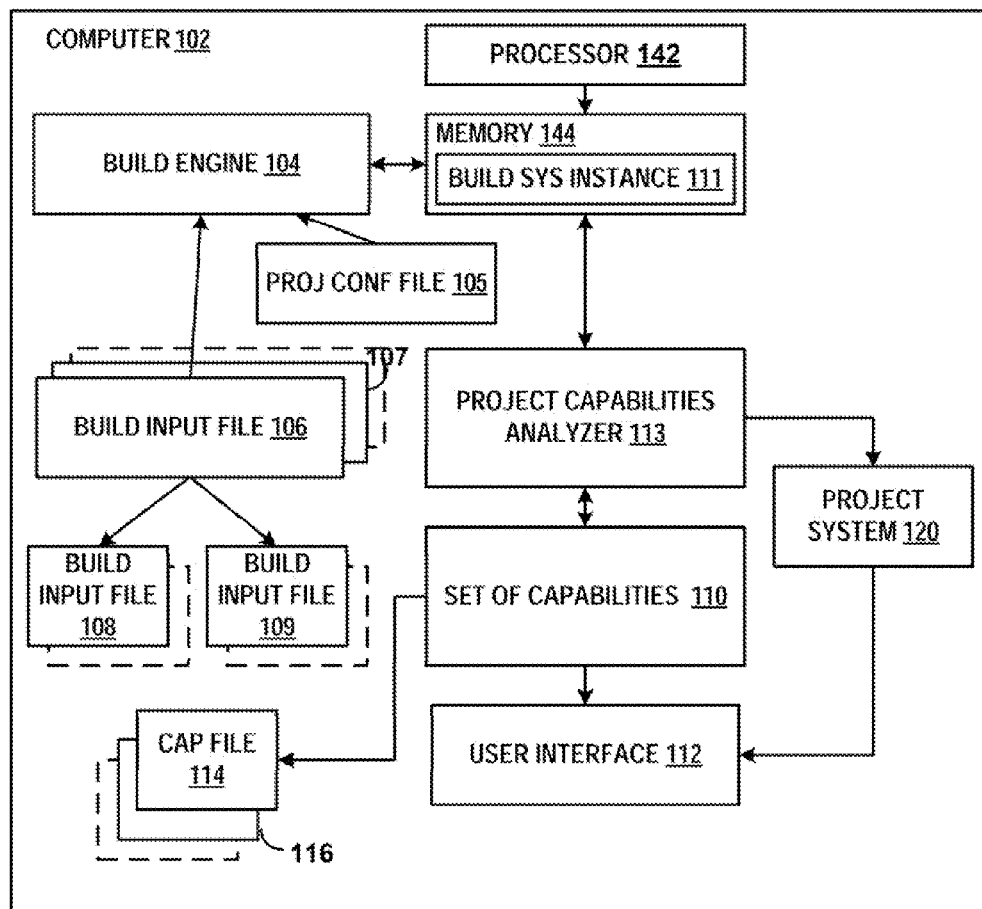 COMPUTER 102
PROCESSOR 142
MEMORY 144
BUILD SYS INSTANCE 111
BUILD ENGINE 104
PROJ CONF FILE 105
107
BUILD INPUT FILE 106
PROJECT CAPABILITIES
ANALYZER 113
PROJECT
SYSTEM 120
BUILD
INPUT FILE
108
BUILD
INPUT FILE
109
SET OF CAPABILITIES 110
CAP FILE
114
USER INTERFACE 112
116